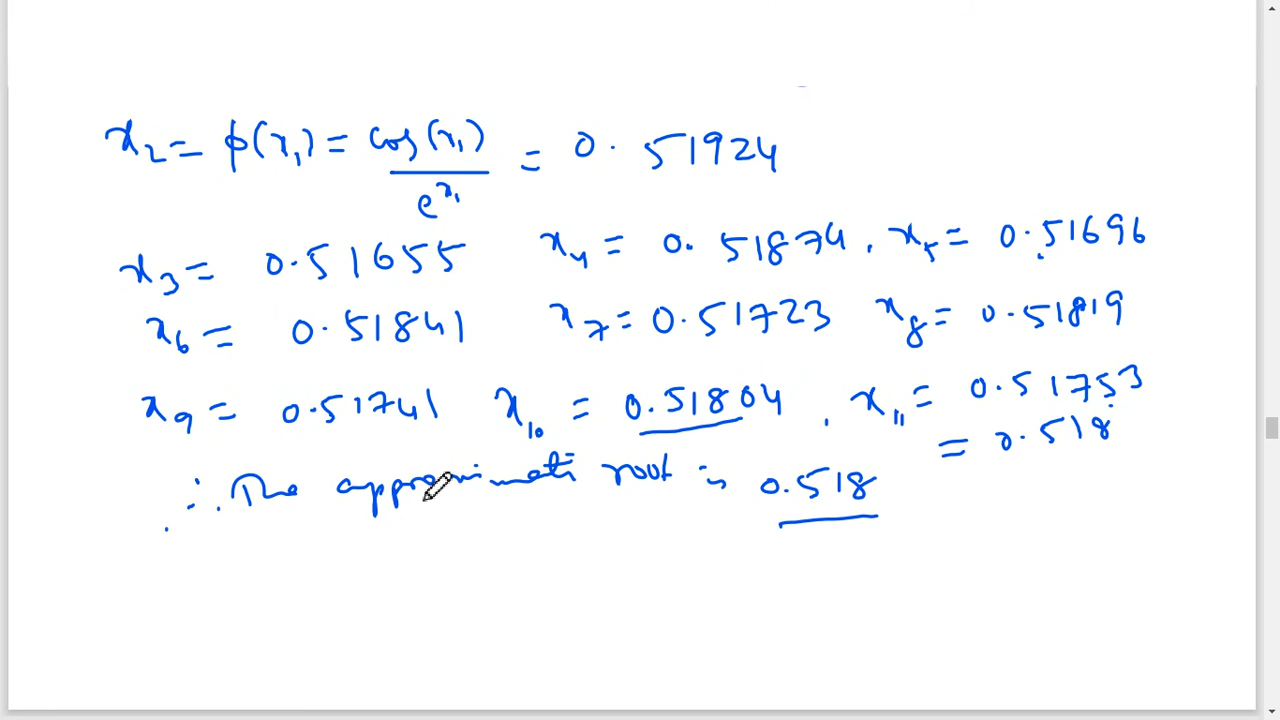 x₂ = φ(x₁) = cos(x₁)/e^x₁ = 0.51924
x₃ = 0.51655 x₄ = 0.51874, x₅ = 0.51696
x₆ = 0.51841 x₇ = 0.51723 x₈ = 0.51819
x₉ = 0.51741 x₁₀ = 0.51804, x₁₁ = 0.51753
= 0.518
∴ The approximate root is 0.518